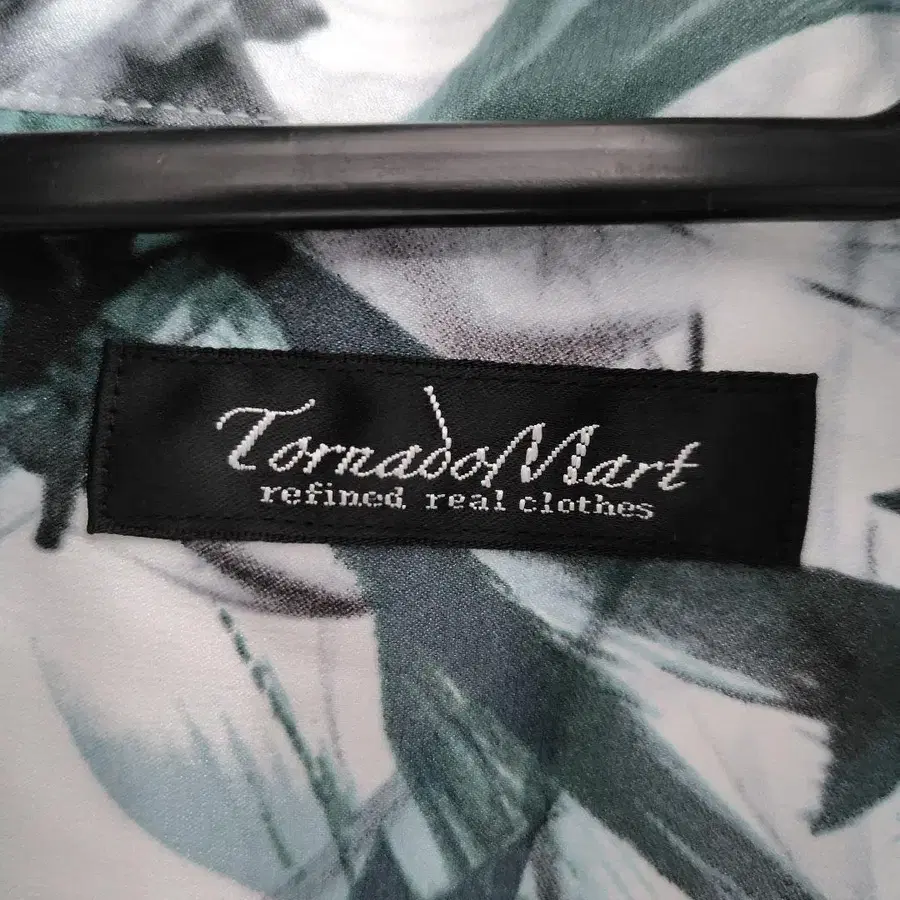 TornadoMart
refined real clothes